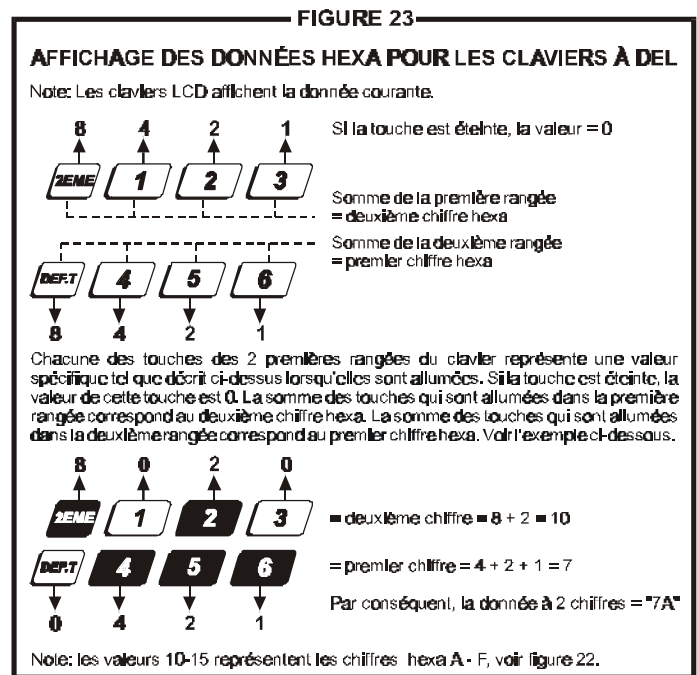 FIGURE 23
AFFICHAGE DES DONNÉES HEXA POUR LES CLAVIERS À DEL
Note: Les claviers LCD affichent la donnée courante.
8 4 2 1
Si la touche est éteinte, la valeur = 0
2EME 1 2 3
Somme de la première rangée
= deuxième chiffre hexa
Somme de la deuxième rangée
= premier chiffre hexa
DEF.T 4 5 6
8 4 2 1
Chacune des touches des 2 premières rangées du clavier représente une valeur
spécifique tel que décrit ci-dessus lorsqu'elles sont allumées. Si la touche est éteinte, la
valeur de cette touche est 0. La somme des touches qui sont allumées dans la première
rangée correspond au deuxième chiffre hexa. La somme des touches qui sont allumées
dans la deuxième rangée correspond au premier chiffre hexa. Voir l'exemple ci-dessous.
8 0 2 0
2EME 1 2 3 = deuxième chiffre = 8 + 2 = 10
DEF.T 4 5 6 = premier chiffre = 4 + 2 + 1 = 7
Par conséquent, la donnée à 2 chiffres = "7A"
0 4 2 1
Note: les valeurs 10-15 représentent les chiffres hexa A - F, voir figure 22.